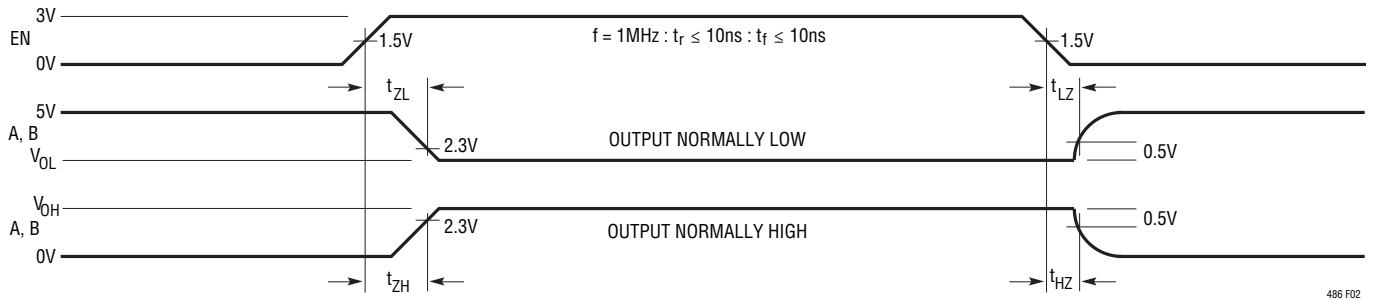 3V
EN
1.5V
f = 1MHz : tr ≤ 10ns : tf ≤ 10ns
1.5V
0V
tZL
tLZ
5V
A, B
2.3V
OUTPUT NORMALLY LOW
0.5V
VOL
VOH
A, B
2.3V
OUTPUT NORMALLY HIGH
0.5V
0V
tZH
tHZ
486 F02